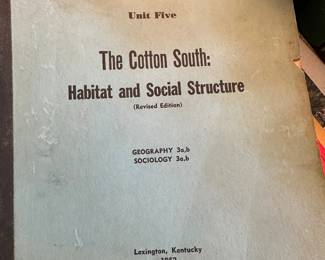 Unit Five
The Cotton South:
Habitat and Social Structure
(Revised Edition)
GEOGRAPHY 3a,b
SOCIOLOGY 3a,b
Lexington, Kentucky